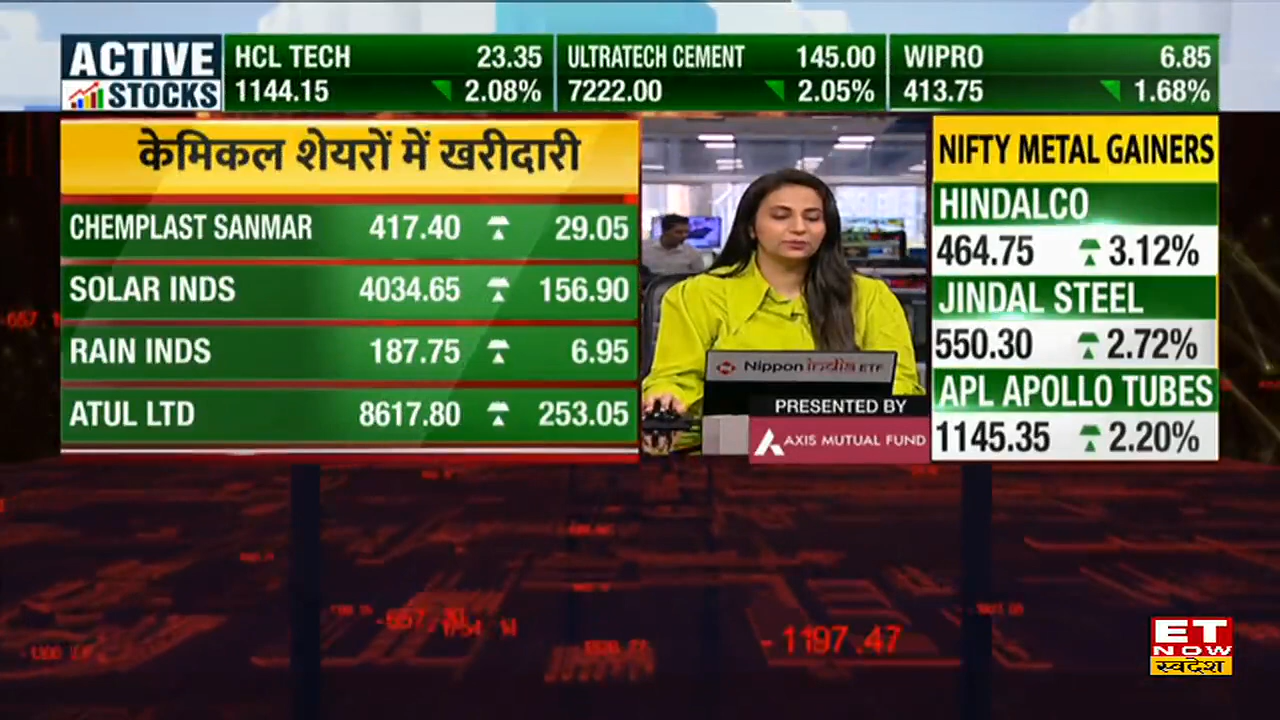 ACTIVE STOCKS
HCL TECH 23.35
1144.15 2.08%
ULTRATECH CEMENT 145.00
7222.00 2.05%
WIPRO 6.85
413.75 1.68%
केमिकल शेयरों में खरीदारी
CHEMPLAST SANMAR 417.40 29.05
SOLAR INDS 4034.65 156.90
RAIN INDS 187.75 6.95
ATUL LTD 8617.80 253.05
Nippon india ETF
PRESENTED BY
AXIS MUTUAL FUND
NIFTY METAL GAINERS
HINDALCO
464.75 3.12%
JINDAL STEEL
550.30 2.72%
APL APOLLO TUBES
1145.35 2.20%
-1197.47
ET
NOW
स्वदेश